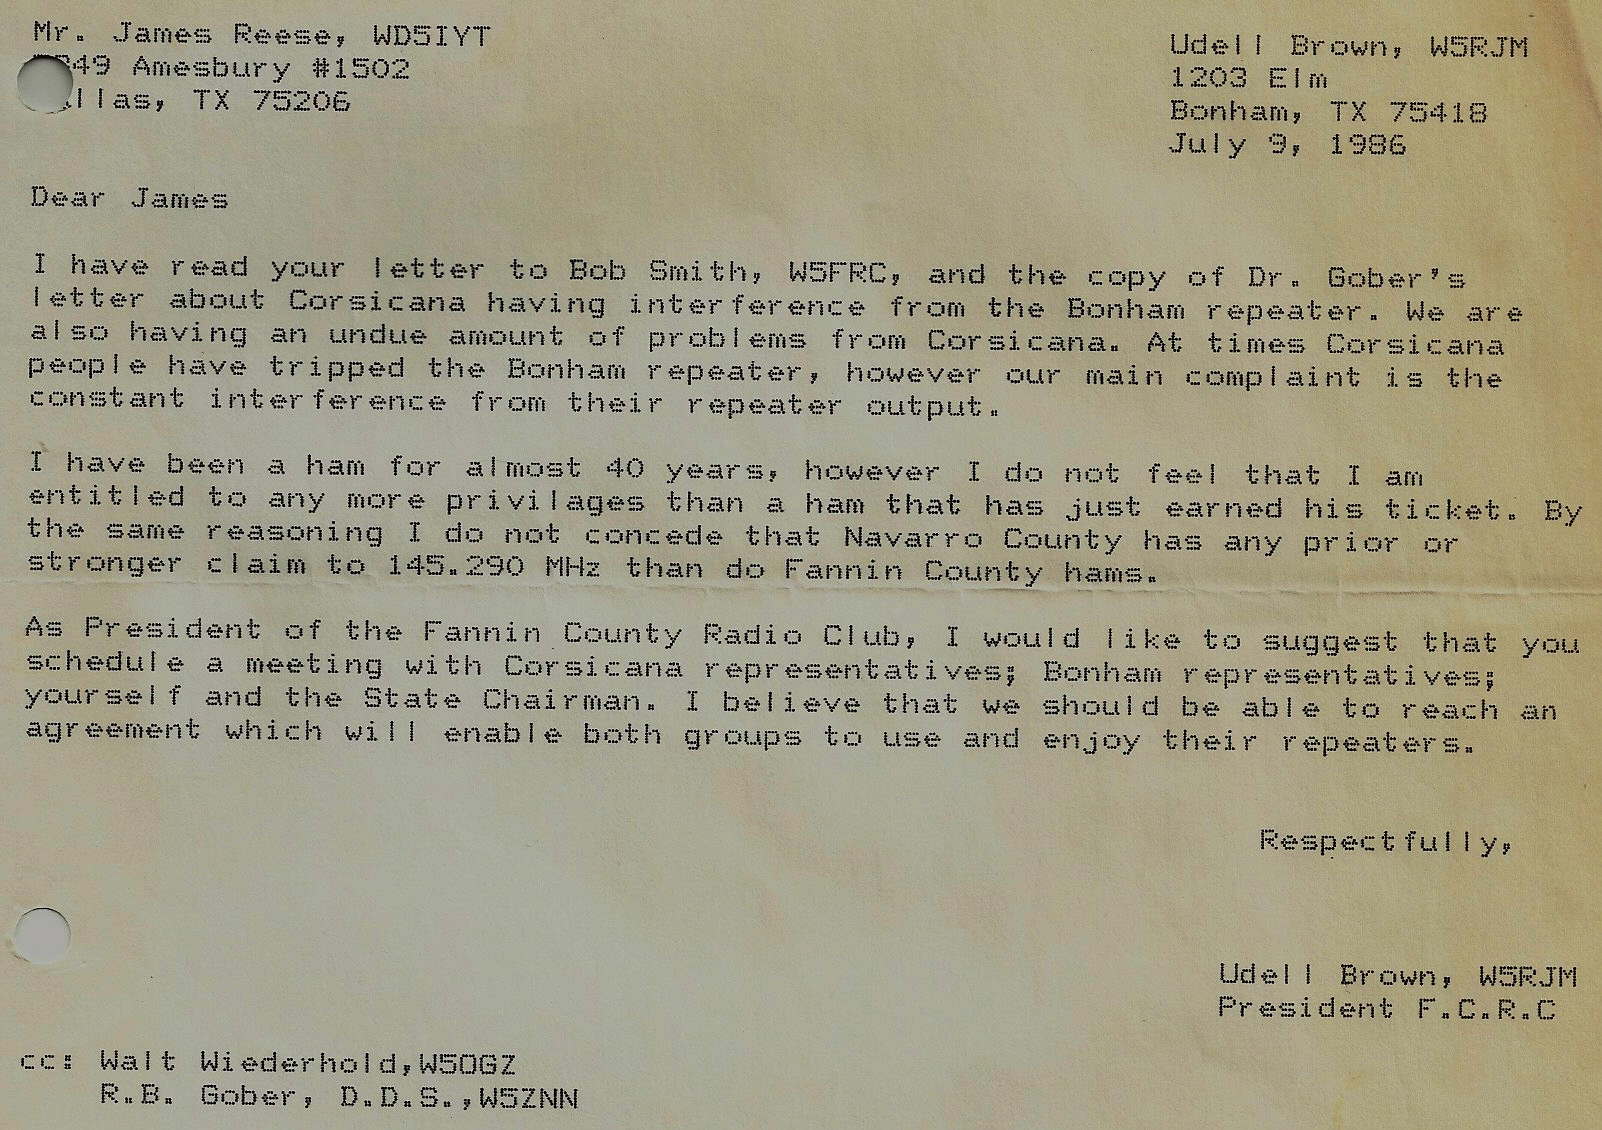 Mr. James Reese, WD5IYT
Amesbury #1502
TX 75206
Udell Brown, W5RJM
1203 Elm
Bonham, TX 75418
July 9, 1986
Dear James
I have read your letter to Bob Smith, W5FRC, and the copy of Dr. Gober's
letter about Corsicana having interference from the Bonham repeater. We are
also having an undue amount of problems from Corsicana. At times Corsicana
people have tripped the Bonham repeater, however our main complaint is the
constant interference from their repeater output.
I have been a ham for almost 40 years, however I do not feel that I am
entitled to any more privilages than a ham that has just earned his ticket. By
the same reasoning I do not concede that Navarro County has any prior or
stronger claim to 145.290 MHz than do Fannin County hams.
As President of the Fannin County Radio Club, I would like to suggest that you
schedule a meeting with Corsicana representatives; Bonham representatives;
yourself and the State Chairman. I believe that we should be able to reach an
agreement which will enable both groups to use and enjoy their repeaters.
Respectfully,
Udell Brown, W5RJM
President F.C.R.C
cc: Walt Wiederhold,W5OGZ
R.B. Gober, D.D.S.,W5ZNN